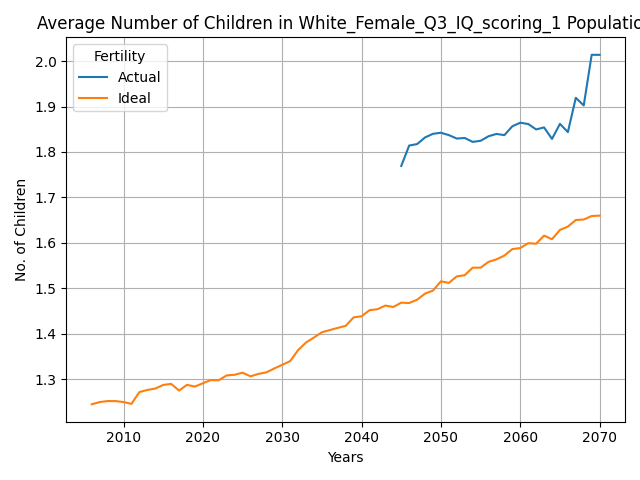 Average Number of Children in White_Female_Q3_IQ_scoring_1 Populatio
Fertility
Actual
Ideal
2.0
1.9
1.8
1.7
1.6
1.5
1.4
1.3
No. of Children
2010 2020 2030 2040 2050 2060 2070
Years